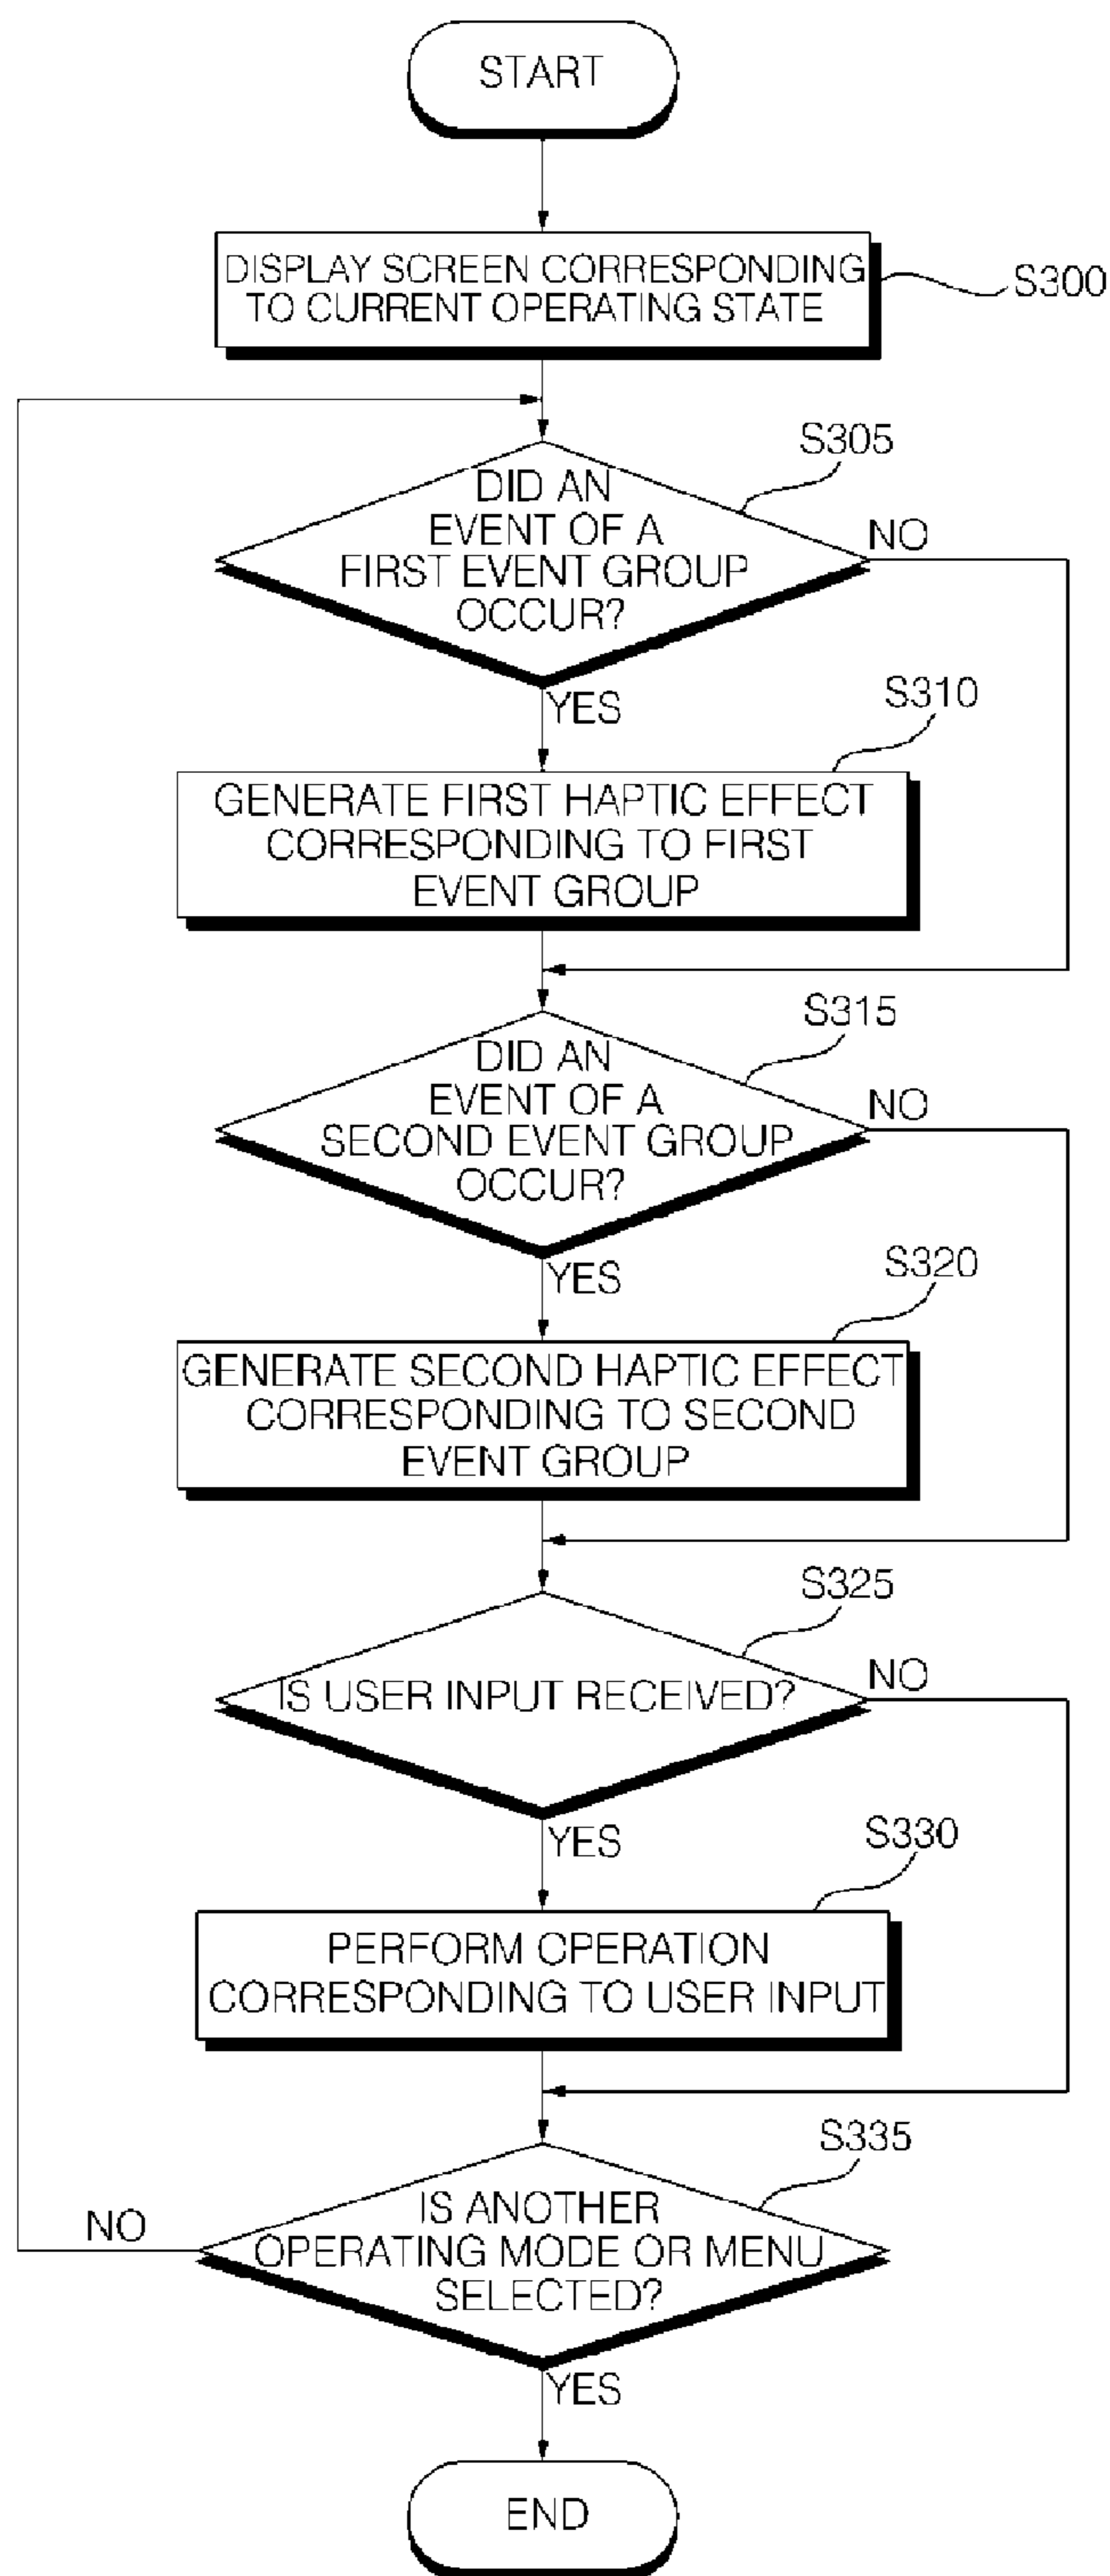 START
DISPLAY SCREEN CORRESPONDING
TO CURRENT OPERATING STATE
S300
S305
DID AN
EVENT OF A
FIRST EVENT GROUP
OCCUR?
NO
YES
S310
GENERATE FIRST HAPTIC EFFECT
CORRESPONDING TO FIRST
EVENT GROUP
S315
DID AN
EVENT OF A
SECOND EVENT GROUP
OCCUR?
NO
YES
S320
GENERATE SECOND HAPTIC EFFECT
CORRESPONDING TO SECOND
EVENT GROUP
S325
IS USER INPUT RECEIVED?
NO
YES
S330
PERFORM OPERATION
CORRESPONDING TO USER INPUT
S335
IS ANOTHER
OPERATING MODE OR MENU
SELECTED?
NO
YES
END